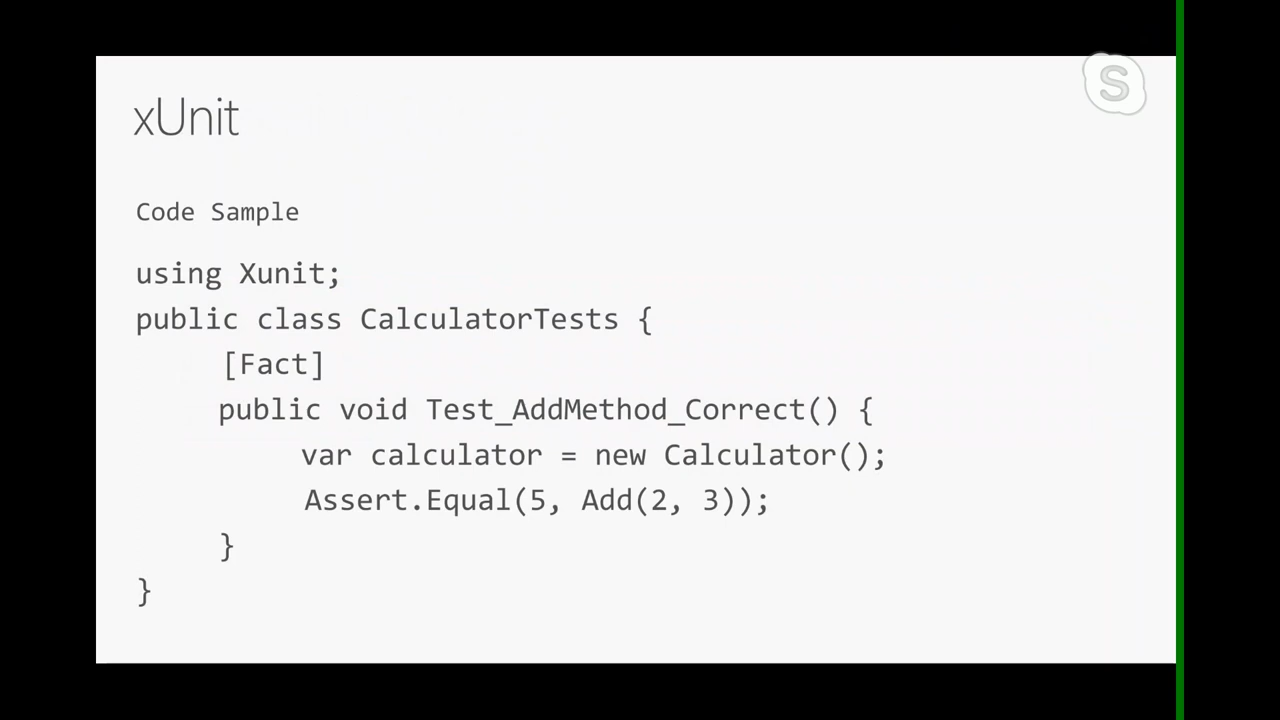 S
xUnit
Code Sample
using Xunit;
public class CalculatorTests {
[Fact]
public void Test_AddMethod_Correct() {
var calculator = new Calculator();
Assert.Equal(5, Add(2, 3));
}
}